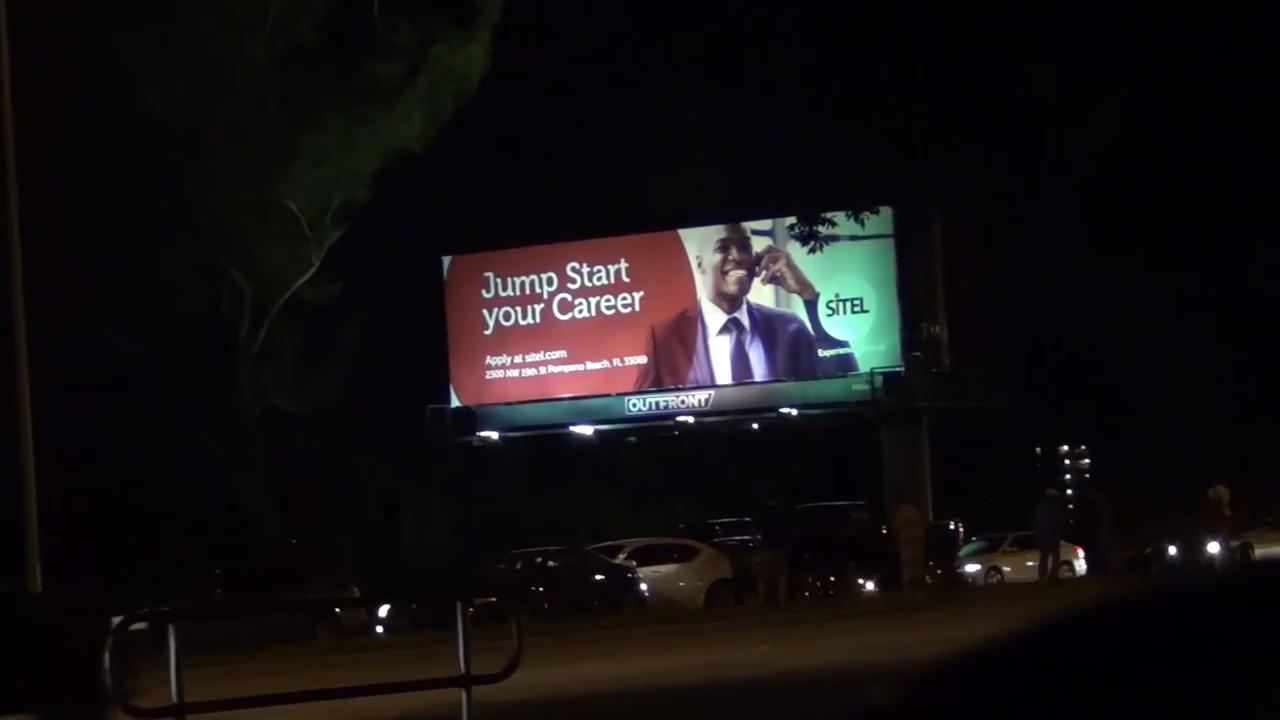 Jump Start
your Career
Apply at sitel.com
2500 NW 19th St Pompano Beach, FL 33069
SiTEL
OUTFRONT